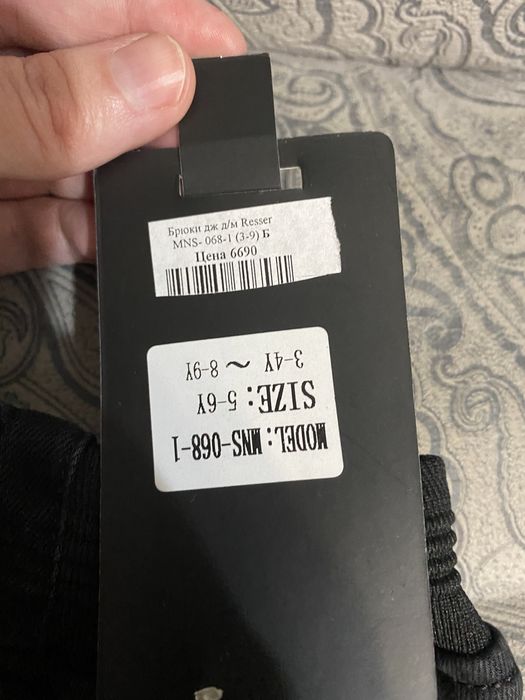 Брюки дж д/м Resser
MNS- 068-1 (3-9) Б
Цена 6690
MODEL: MNS-068-1
SIZE: 5-6Y
3-4Y ~ 8-9Y